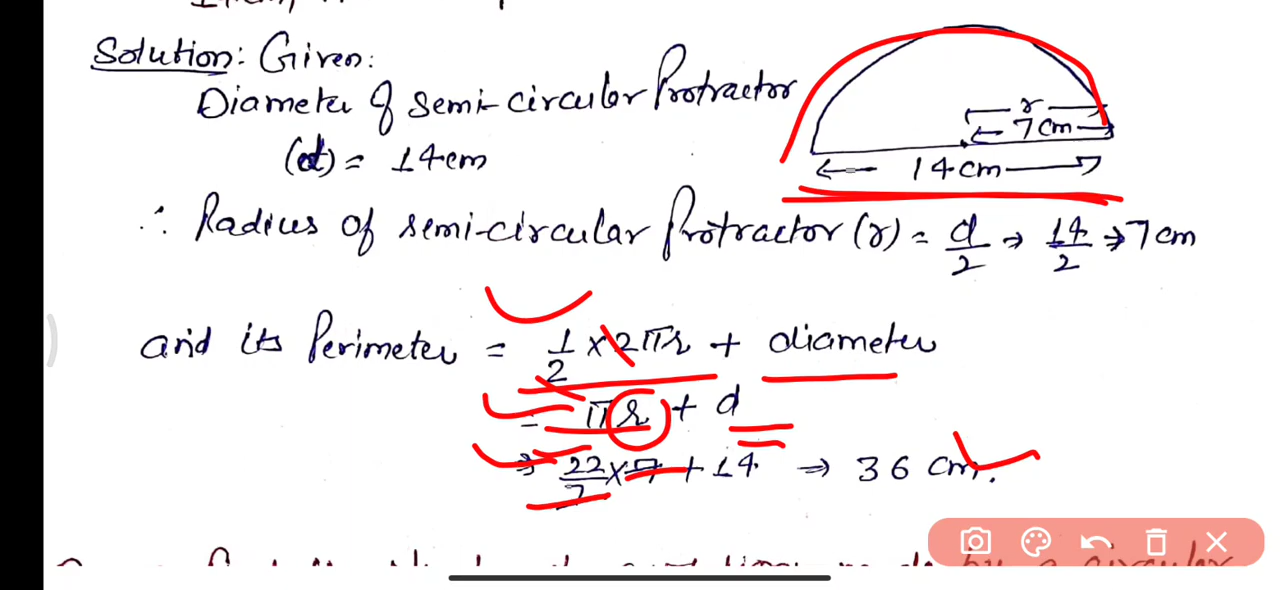 Solution: Given:
Diameter of semi-circular Protractor
(d) = 14cm
r
7cm
14cm
∴ Radius of semi-circular Protractor (r) = d/2 ⇒ 14/2 ⇒ 7cm
and its Perimeter = 1/2 × 2πr + diameter
= πr + d
⇒ 22/7 × 7 + 14 ⇒ 36 cm.